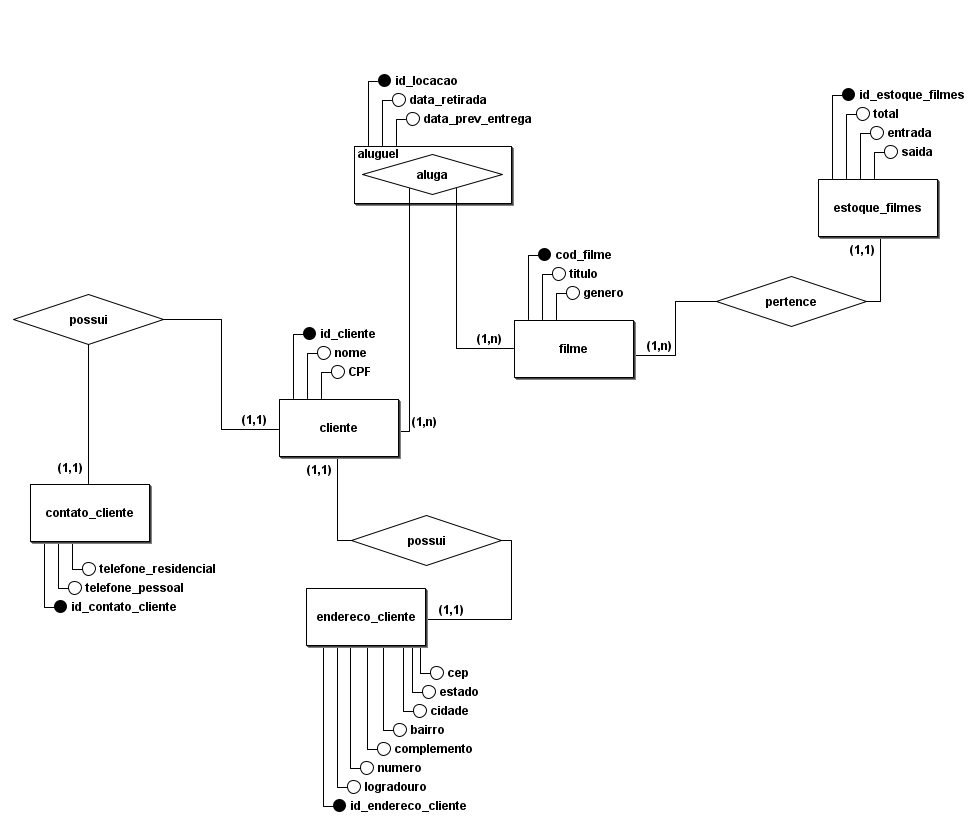 id_locacao
data_retirada
data_prev_entrega
aluguel
aluga
id_estoque_filmes
total
entrada
saida
estoque_filmes
(1,1)
pertence
cod_filme
titulo
genero
filme
(1,n)
(1,n)
possui
id_cliente
nome
CPF
cliente
(1,1)
(1,n)
(1,1)
(1,1)
contato_cliente
telefone_residencial
telefone_pessoal
id_contato_cliente
possui
endereco_cliente
(1,1)
cep
estado
cidade
bairro
complemento
numero
logradouro
id_endereco_cliente